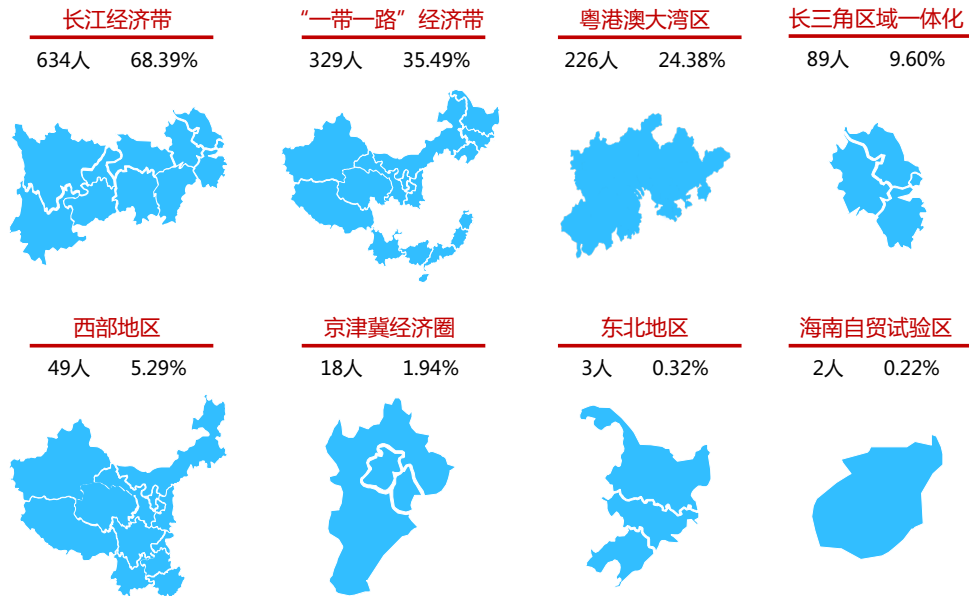 长江经济带
634人 68.39%
“一带一路”经济带
329人 35.49%
粤港澳大湾区
226人 24.38%
长三角区域一体化
89人 9.60%
西部地区
49人 5.29%
京津冀经济圈
18人 1.94%
东北地区
3人 0.32%
海南自贸试验区
2人 0.22%